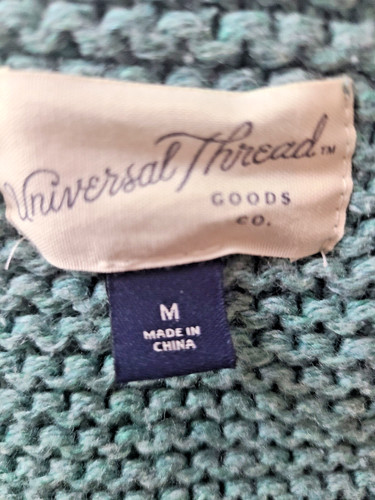 Universal Thread™
GOODS
CO.
M
MADE IN
CHINA